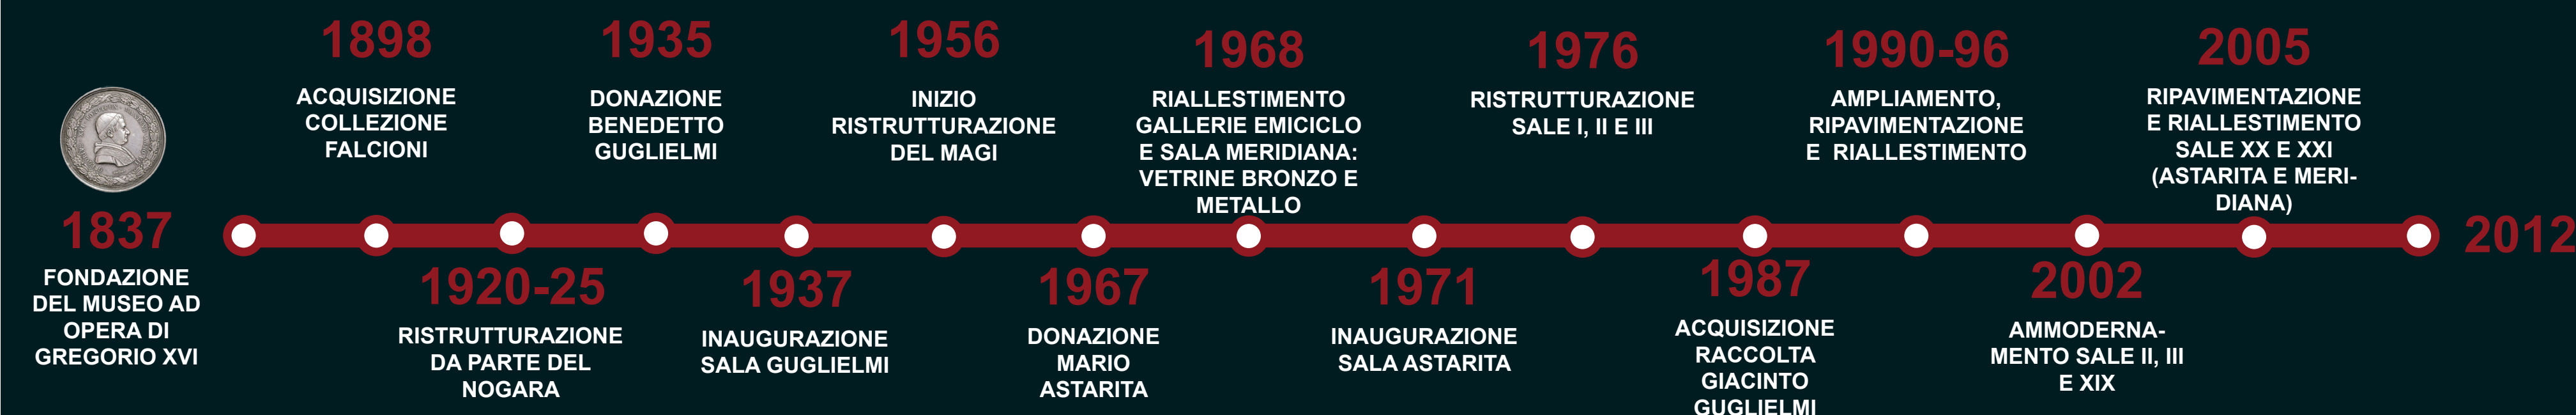 1837
FONDAZIONE
DEL MUSEO AD
OPERA DI
GREGORIO XVI
1898
ACQUISIZIONE
COLLEZIONE
FALCIONI
1920-25
RISTRUTTURAZIONE
DA PARTE DEL
NOGARA
1935
DONAZIONE
BENEDETTO
GUGLIELMI
1937
INAUGURAZIONE
SALA GUGLIELMI
1956
INIZIO
RISTRUTTURAZIONE
DEL MAGI
1967
DONAZIONE
MARIO
ASTARITA
1968
RIALLESTIMENTO
GALLERIE EMICICLO
E SALA MERIDIANA:
VETRINE BRONZO E
METALLO
1971
INAUGURAZIONE
SALA ASTARITA
1976
RISTRUTTURAZIONE
SALE I, II E III
1987
ACQUISIZIONE
RACCOLTA
GIACINTO
GUGLIELMI
1990-96
AMPLIAMENTO,
RIPAVIMENTAZIONE
E RIALLESTIMENTO
2002
AMMODERNA-
MENTO SALE II, III
E XIX
2005
RIPAVIMENTAZIONE
E RIALLESTIMENTO
SALE XX E XXI
(ASTARITA E MERI-
DIANA)
2012